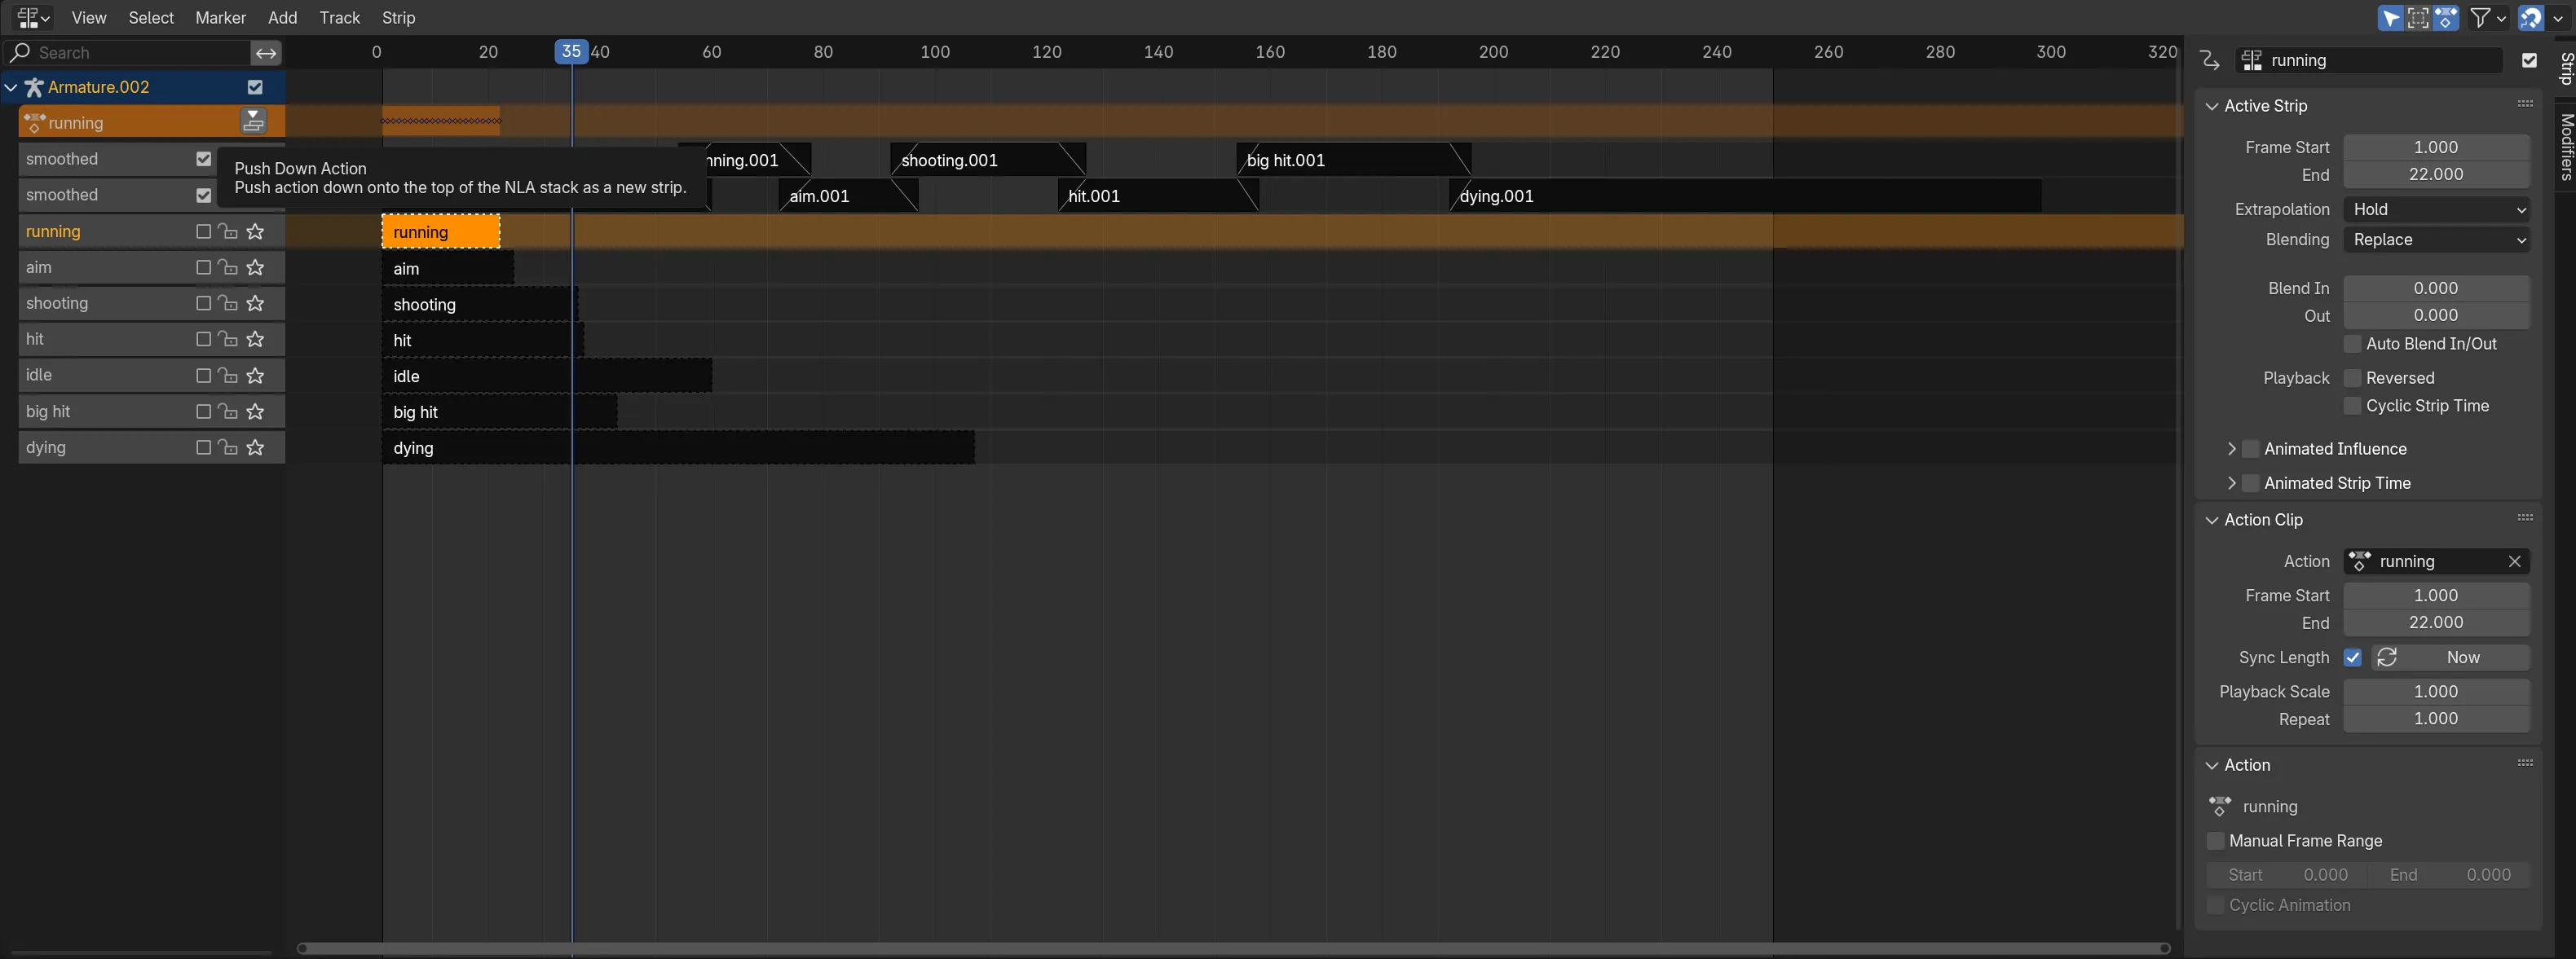 View Select Marker Add Track Strip
Search
0 20 35 40 60 80 100 120 140 160 180 200 220 240 260 280 300 320
running
Strip
Modifiers
Armature.002
running
smoothed
smoothed
Push Down Action
Push action down onto the top of the NLA stack as a new strip.
nning.001 shooting.001 big hit.001
aim.001 hit.001 dying.001
running running
aim aim
shooting shooting
hit hit
idle idle
big hit big hit
dying dying
Active Strip
Frame Start 1.000
End 22.000
Extrapolation Hold
Blending Replace
Blend In 0.000
Out 0.000
Auto Blend In/Out
Playback Reversed
Cyclic Strip Time
Animated Influence
Animated Strip Time
Action Clip
Action running
Frame Start 1.000
End 22.000
Sync Length Now
Playback Scale 1.000
Repeat 1.000
Action
running
Manual Frame Range
Start 0.000 End 0.000
Cyclic Animation